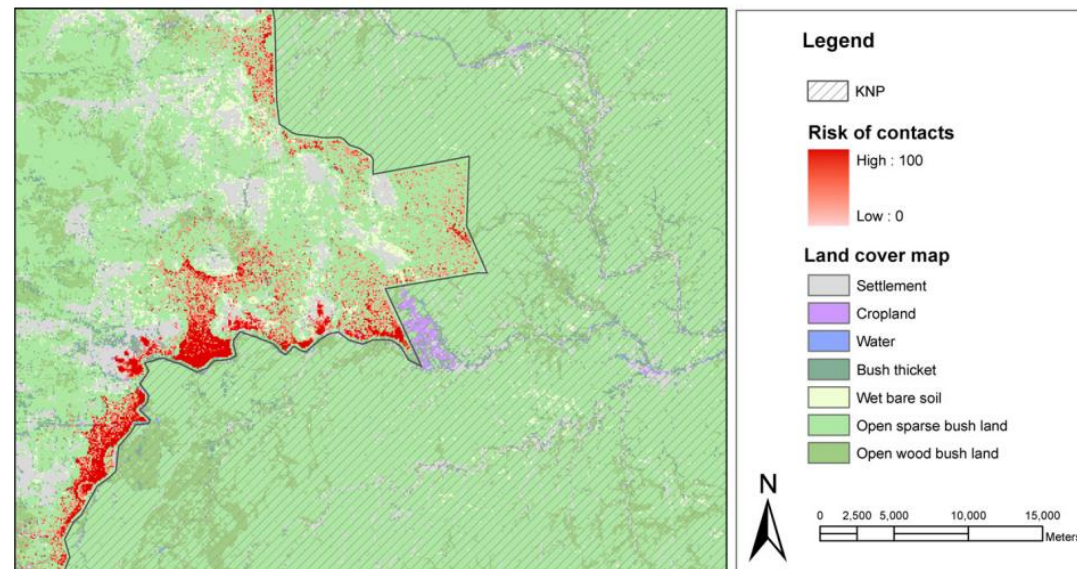 Legend
KNP
Risk of contacts
High : 100
Low : 0
Land cover map
Settlement
Cropland
Water
Bush thicket
Wet bare soil
Open sparse bush land
Open wood bush land
N
0 2,500 5,000 10,000 15,000
Meters